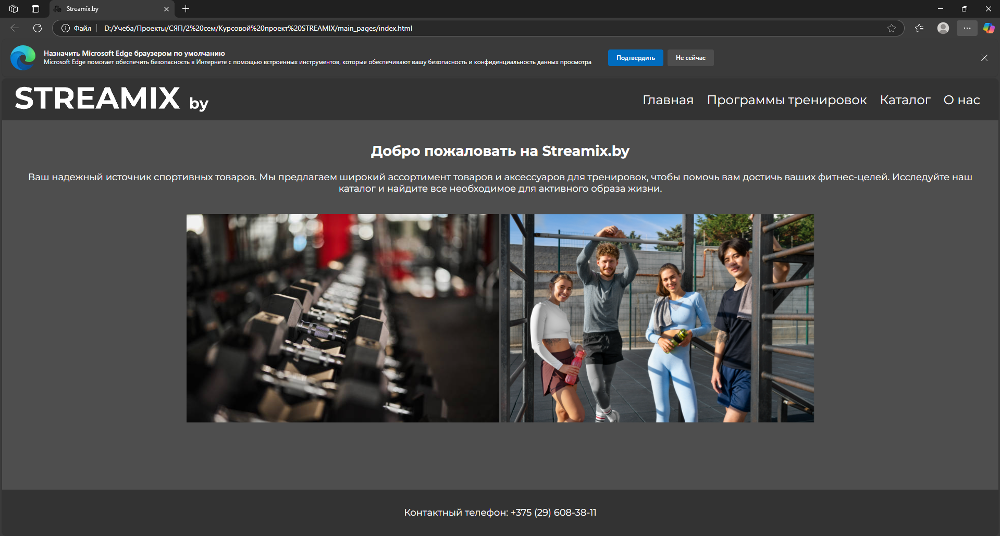 Streamix.by
Файл
D:/Учеба/Проекты/СЯП/2%20сем/Курсовой%20проект%20STREAMIX/main_pages/index.html
Назначить Microsoft Edge браузером по умолчанию
Microsoft Edge помогает обеспечить безопасность в Интернете с помощью встроенных инструментов, которые обеспечивают вашу безопасность и конфиденциальность данных просмотра
Подтвердить
Не сейчас
STREAMIX by
Главная Программы тренировок Каталог О нас
Добро пожаловать на Streamix.by
Ваш надежный источник спортивных товаров. Мы предлагаем широкий ассортимент товаров и аксессуаров для тренировок, чтобы помочь вам достичь ваших фитнес-целей. Исследуйте наш
каталог и найдите все необходимое для активного образа жизни.
Контактный телефон: +375 (29) 608-38-11